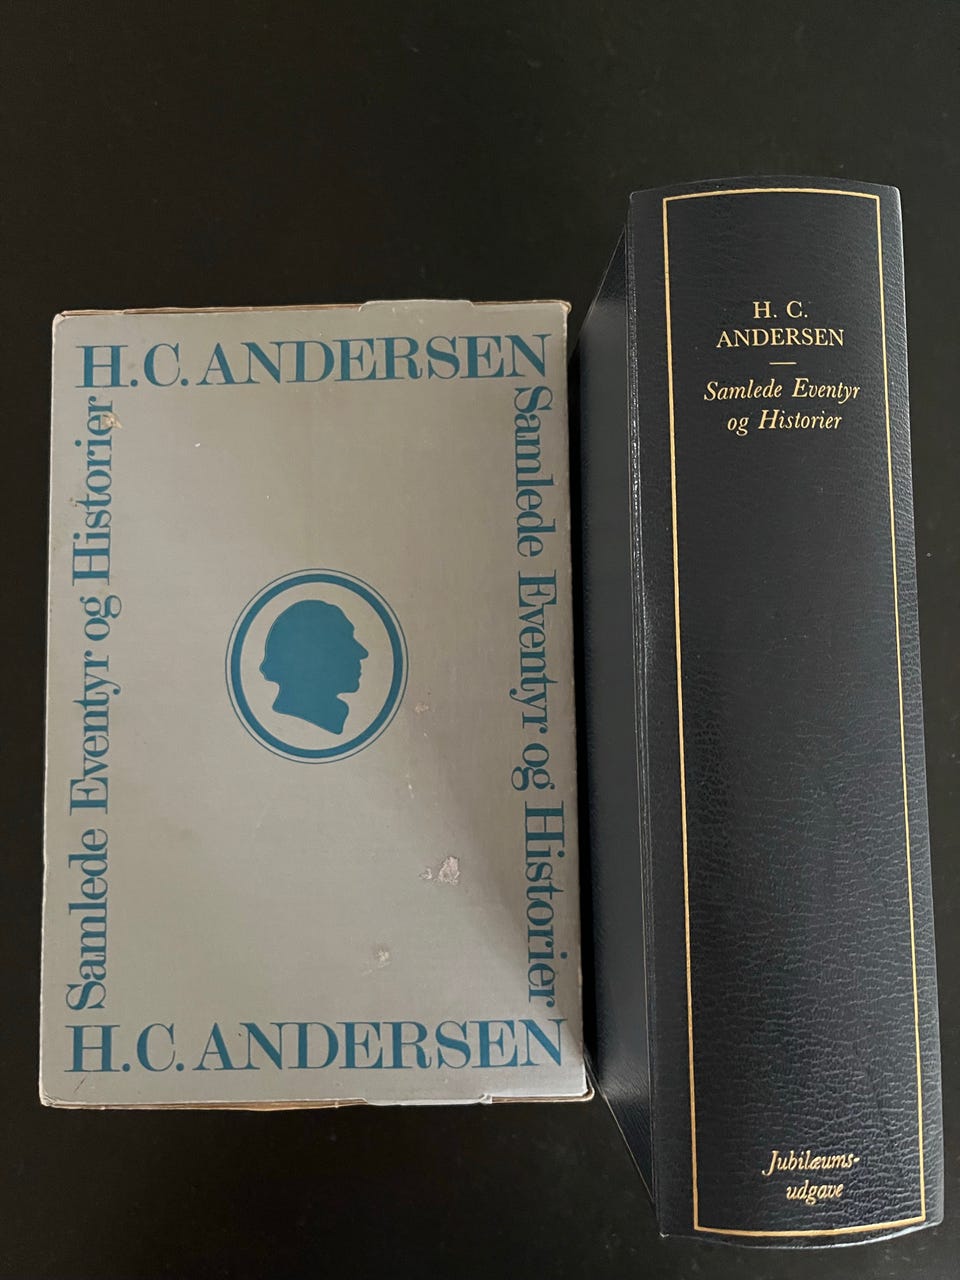 H.C. ANDERSEN
Samlede Eventyr og Historier
Samlede Eventyr og Historier
H.C. ANDERSEN
H. C.
ANDERSEN
Samlede Eventyr
og Historier
Jubilæums-
udgave